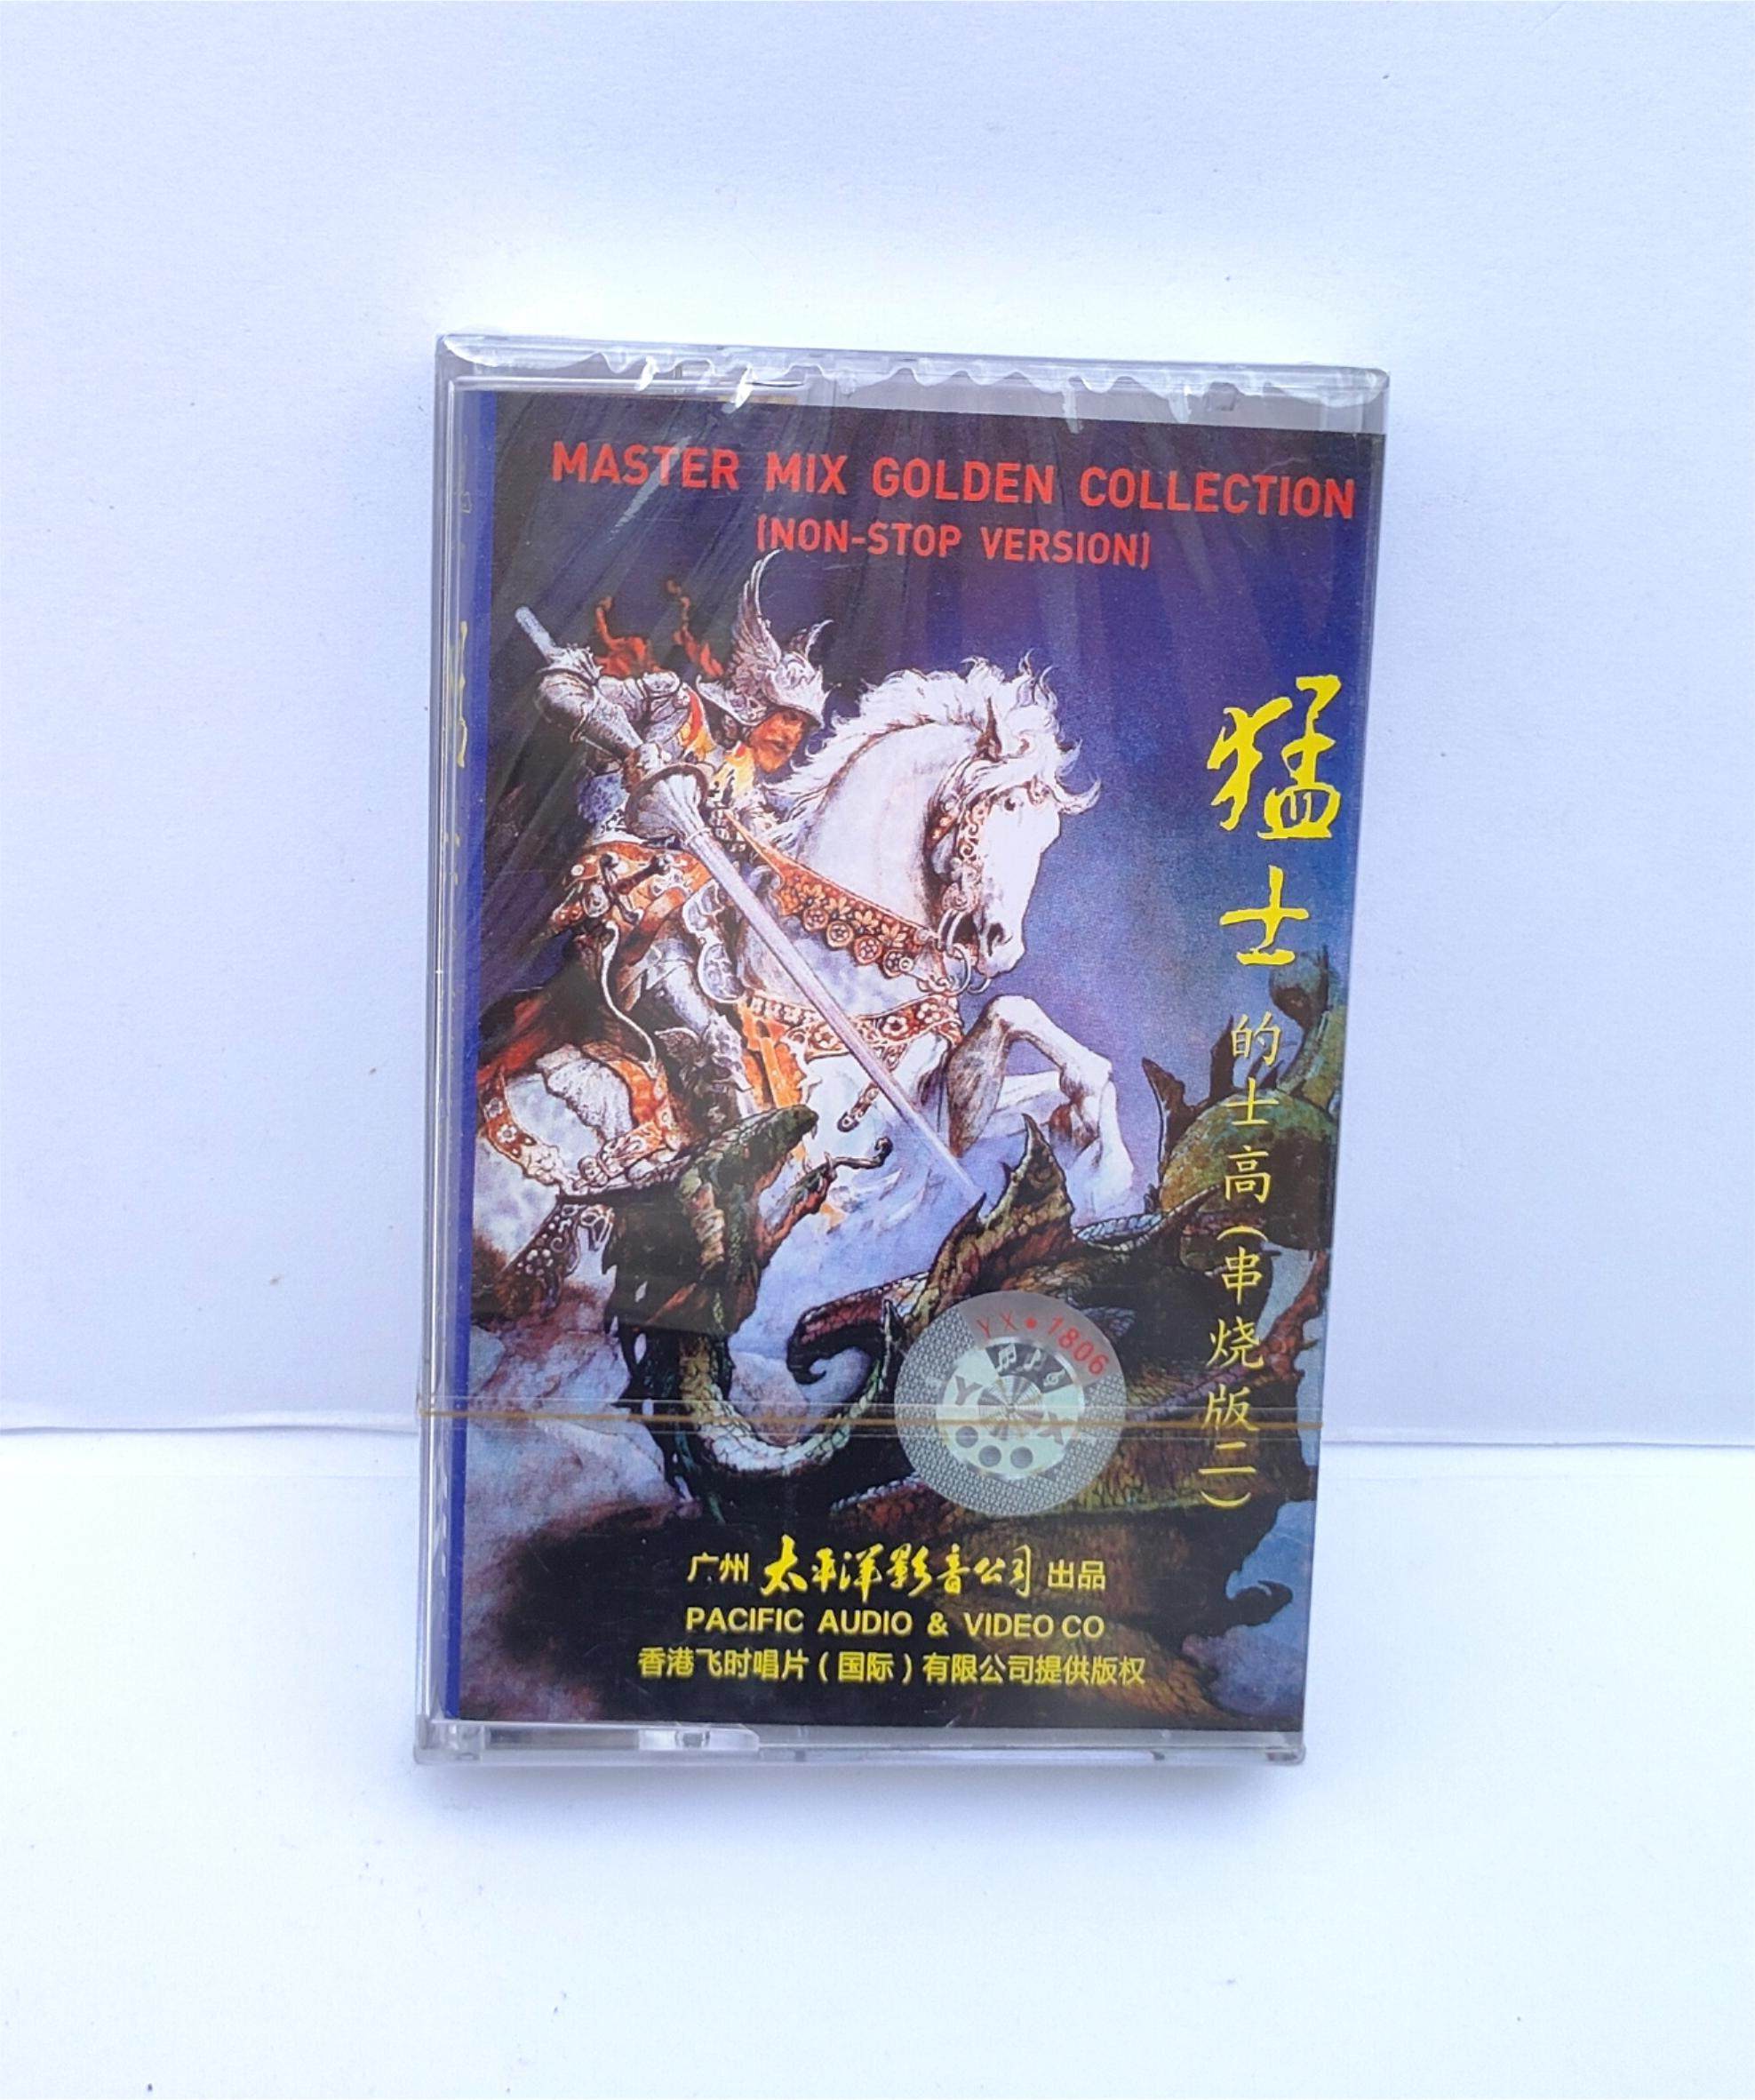 MASTER MIX GOLDEN COLLECTION
(NON-STOP VERSION)
猛士的士高(串烧版二)
YX●1806
Y X
广州太平洋影音公司出品
PACIFIC AUDIO & VIDEO CO
香港飞时唱片(国际)有限公司提供版权